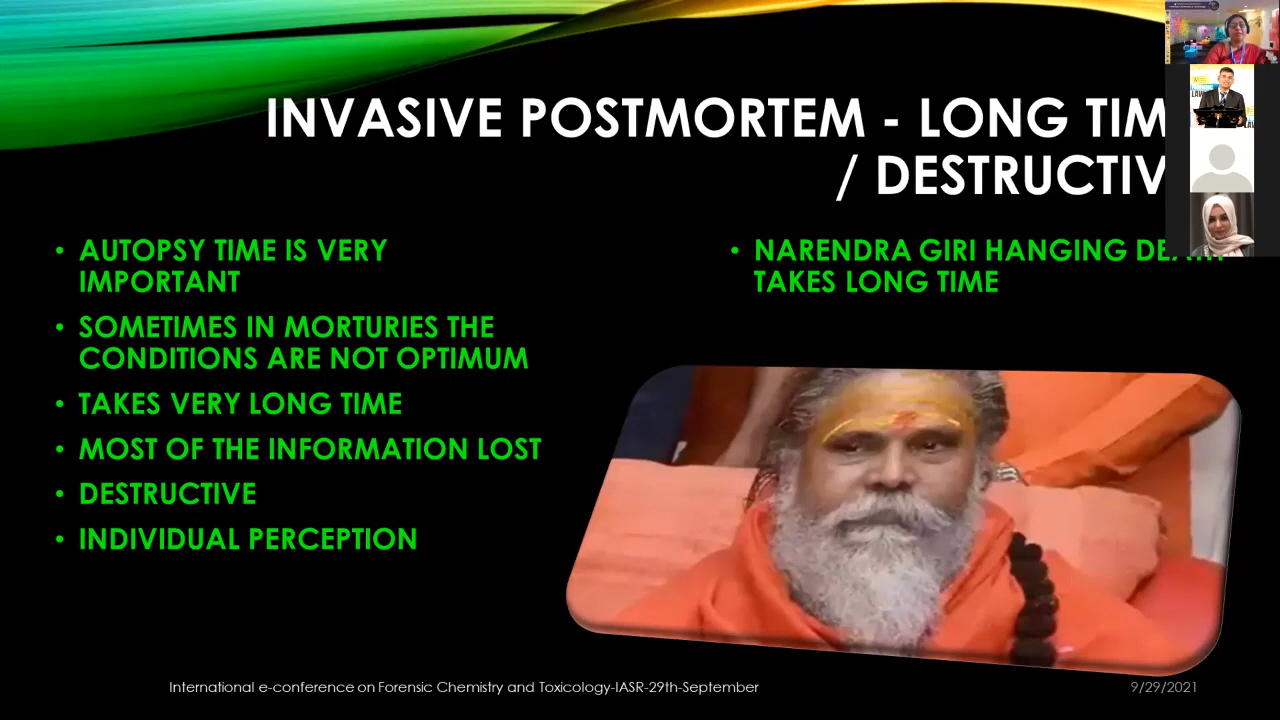 INVASIVE POSTMORTEM - LONG TIM
/ DESTRUCTIV
• AUTOPSY TIME IS VERY
IMPORTANT
• SOMETIMES IN MORTURIES THE
CONDITIONS ARE NOT OPTIMUM
• TAKES VERY LONG TIME
• MOST OF THE INFORMATION LOST
• DESTRUCTIVE
• INDIVIDUAL PERCEPTION
• NARENDRA GIRI HANGING DEATH
TAKES LONG TIME
International e-conference on Forensic Chemistry and Toxicology-IASR-29th-September
9/29/2021